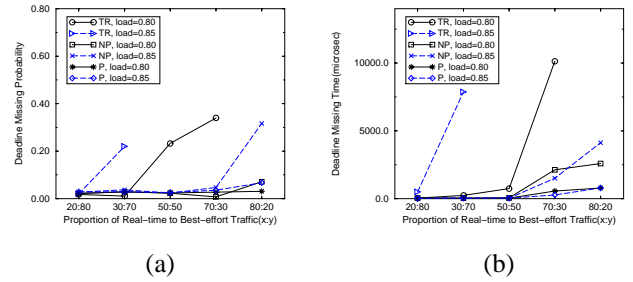 0.80
0.60
0.40
0.20
0.00
Deadline Missing Probability
TR, load=0.80
TR, load=0.85
NP, load=0.80
NP, load=0.85
P, load=0.80
P, load=0.85
20:80 30:70 50:50 70:30 80:20
Proportion of Real-time to Best-effort Traffic(x:y)
(a)
10000.0
5000.0
0.0
Deadline Missing Time(microsec)
TR, load=0.80
TR, load=0.85
NP, load=0.80
NP, load=0.85
P, load=0.80
P, load=0.85
20:80 30:70 50:50 70:30 80:20
Proportion of Real-time to Best-effort Traffic(x:y)
(b)